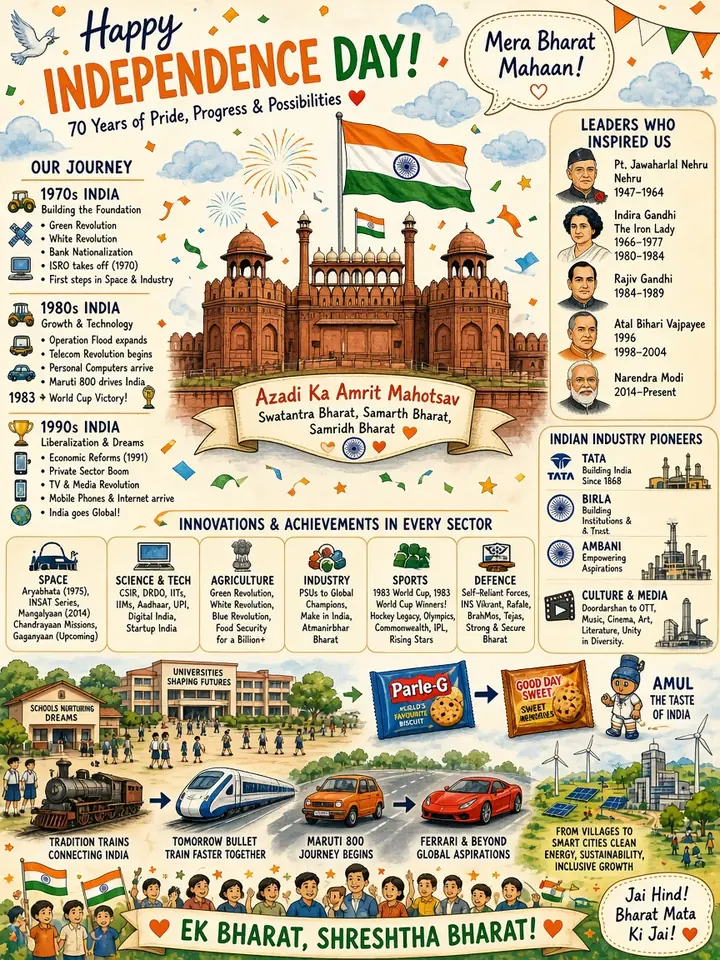 Happy
INDEPENDENCE DAY!
70 Years of Pride, Progress & Possibilities
Mera Bharat
Mahaan!
OUR JOURNEY
1970s INDIA
Building the Foundation
• Green Revolution
• White Revolution
• Bank Nationalization
• ISRO takes off (1970)
• First steps in Space & Industry
1980s INDIA
Growth & Technology
• Operation Flood expands
• Telecom Revolution begins
• Personal Computers arrive
• Maruti 800 drives India
1983 → World Cup Victory!
1990s INDIA
Liberalization & Dreams
• Economic Reforms (1991)
• Private Sector Boom
• TV & Media Revolution
• Mobile Phones & Internet arrive
• India goes Global!
Azadi Ka Amrit Mahotsav
Swatantra Bharat, Samarth Bharat,
Samridh Bharat
LEADERS WHO
INSPIRED US
Pt. Jawaharlal Nehru
Nehru
1947–1964
Indira Gandhi
The Iron Lady
1966–1977
1980–1984
Rajiv Gandhi
1984–1989
Atal Bihari Vajpayee
1996
1998–2004
Narendra Modi
2014–Present
INDIAN INDUSTRY PIONEERS
TATA
TATA
Building India
Since 1868
BIRLA
Building
Institutions &
& Trust.
AMBANI
Empowering
Aspirations
CULTURE & MEDIA
Doordarshan to OTT,
Music, Cinema, Art,
Literature, Unity
in Diversity.
INNOVATIONS & ACHIEVEMENTS IN EVERY SECTOR
SPACE
Aryabhata (1975),
INSAT Series,
Mangalyaan (2014)
Chandrayaan Missions,
Gaganyaan (Upcoming)
SCIENCE & TECH
CSIR, DRDO, IITs,
IIMs, Aadhaar, UPI,
Digital India,
Startup India
AGRICULTURE
Green Revolution,
White Revolution,
Blue Revolution,
Food Security
for a Billion+
INDUSTRY
PSUs to Global
Champions,
Make in India,
Atmanirbhar
Bharat
SPORTS
1983 World Cup, 1983
World Cup Winners!
Hockey Legacy, Olympics,
Commonwealth, IPL,
Rising Stars
DEFENCE
Self-Reliant Forces,
INS Vikrant, Rafale,
BrahMos, Tejas,
Strong & Secure
Bharat
SCHOOLS NURTURING
DREAMS
UNIVERSITIES
SHAPING FUTURES
Parle-G
WORLD'S
FAVOURITE
BISCUIT
GOOD DAY
SWEET
SWEET
MEMORIES
AMUL
THE TASTE
OF INDIA
TRADITION TRAINS
CONNECTING INDIA
TOMORROW BULLET
TRAIN FASTER TOGETHER
MARUTI 800
JOURNEY BEGINS
FERRARI & BEYOND
GLOBAL ASPIRATIONS
FROM VILLAGES TO
SMART CITIES CLEAN
ENERGY, SUSTAINABILITY,
INCLUSIVE GROWTH
EK BHARAT, SHRESHTHA BHARAT!
Jai Hind!
Bharat Mata
Ki Jai!